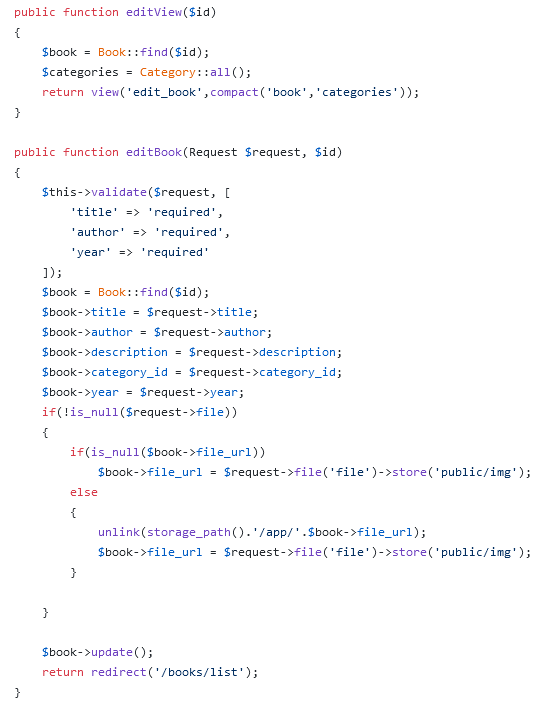 public function editView($id)
{
    $book = Book::find($id);
    $categories = Category::all();
    return view('edit_book',compact('book','categories'));
}

public function editBook(Request $request, $id)
{
    $this->validate($request, [
        'title' => 'required',
        'author' => 'required',
        'year' => 'required'
    ]);
    $book = Book::find($id);
    $book->title = $request->title;
    $book->author = $request->author;
    $book->description = $request->description;
    $book->category_id = $request->category_id;
    $book->year = $request->year;
    if(!is_null($request->file))
    {
        if(is_null($book->file_url))
            $book->file_url = $request->file('file')->store('public/img');
        else
        {
            unlink(storage_path().'/app/'.$book->file_url);
            $book->file_url = $request->file('file')->store('public/img');
        }

    }

    $book->update();
    return redirect('/books/list');
}